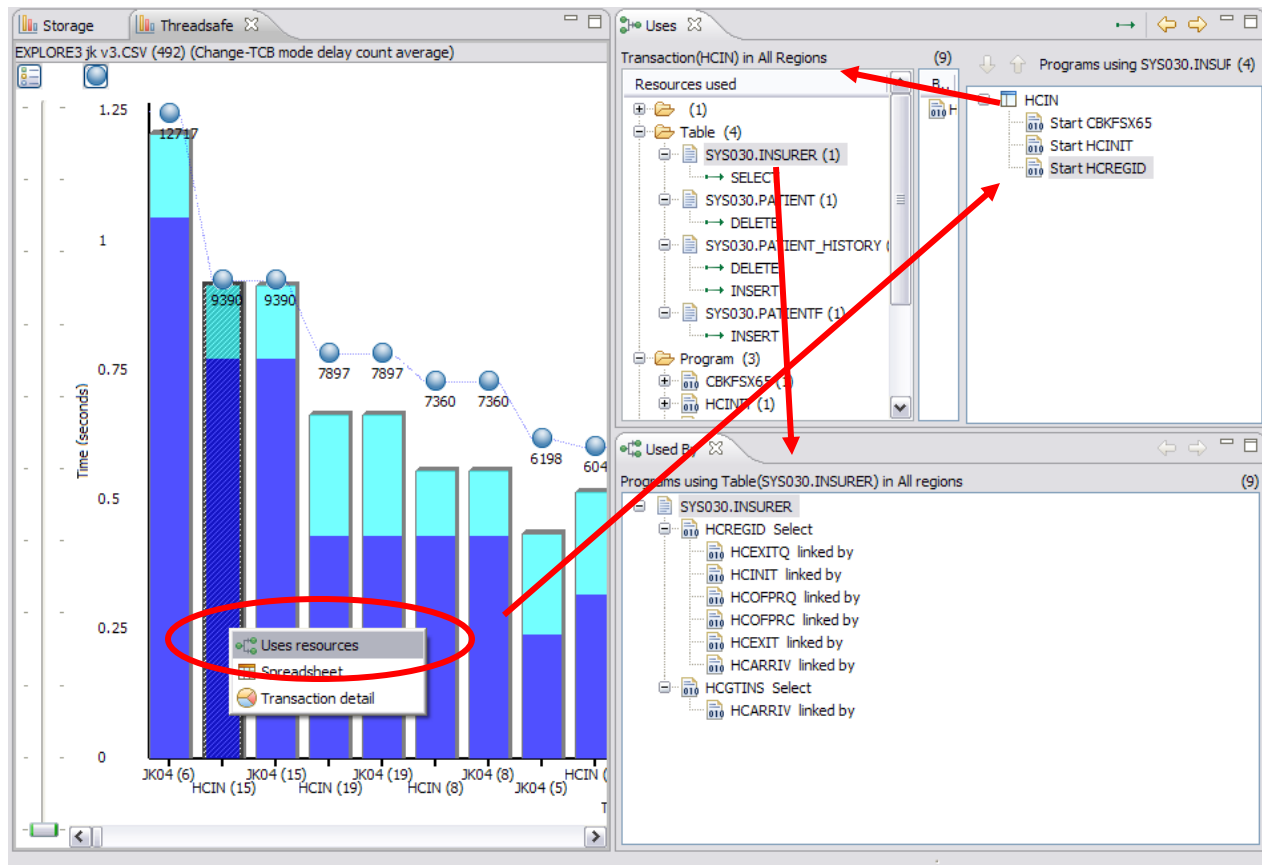 Storage
Threadsafe
EXPLORE3 jk v3.CSV (492) (Change-TCB mode delay count average)
1.25
1
0.75
0.5
0.25
0
Time (seconds)
12717
9390
9390
7897
7897
7360
7360
6198
604
Uses resources
Spreadsheet
Transaction detail
JK04 (6)
HCIN (15)
JK04 (15)
HCIN (19)
JK04 (19)
HCIN (8)
JK04 (8)
JK04 (5)
HCIN (
T
Uses
Transaction(HCIN) in All Regions (9)
Resources used
(1)
Table (4)
SYS030.INSURER (1)
SELECT
SYS030.PATIENT (1)
DELETE
SYS030.PATIENT_HISTORY (
DELETE
INSERT
SYS030.PATIENTF (1)
INSERT
Program (3)
CBKFSX65 (1)
HCINIT (1)
H
Programs using SYS030.INSUF (4)
HCIN
Start CBKFSX65
Start HCINIT
Start HCREGID
Used By
Programs using Table(SYS030.INSURER) in All regions (9)
SYS030.INSURER
HCREGID Select
HCEXITQ linked by
HCINIT linked by
HCOFPRQ linked by
HCOFPRC linked by
HCEXIT linked by
HCARRIV linked by
HCGTINS Select
HCARRIV linked by